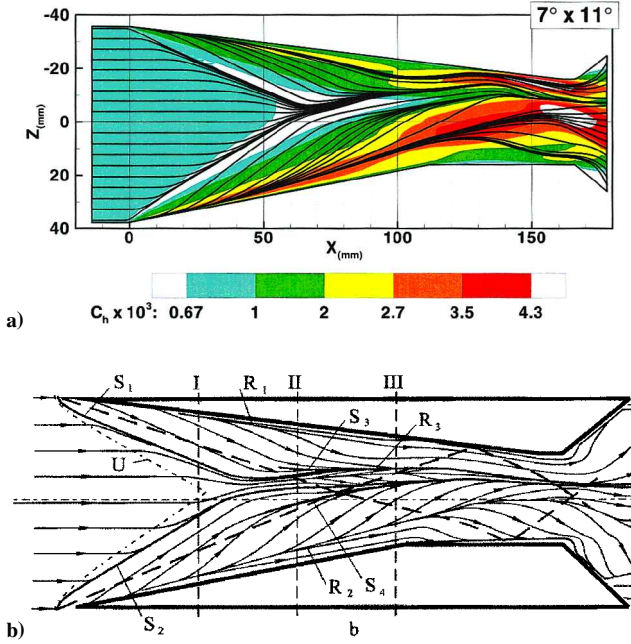 7° x 11°
-40
-20
0
20
40
Z(mm)
0 50 100 150
X(mm)
Ch x 10³: 0.67 1 2 2.7 3.5 4.3
a)
S1 I R1 II III S3 R3
U
S2 R2 S4
b) b